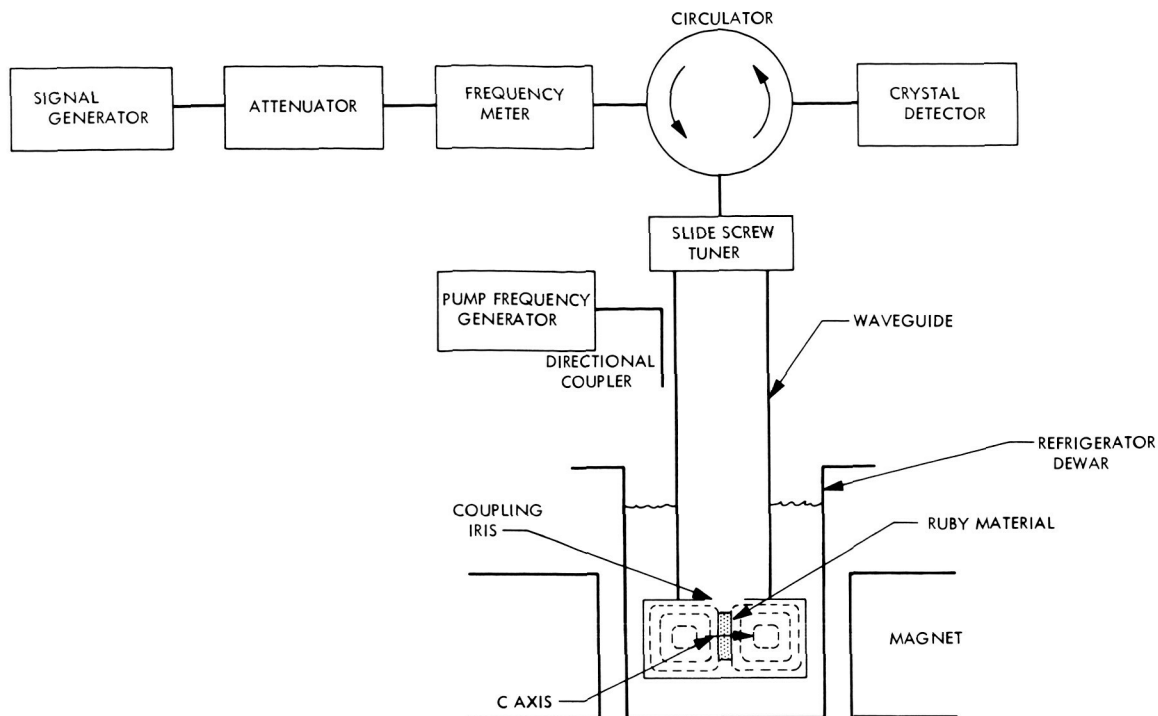 CIRCULATOR
SIGNAL
GENERATOR
ATTENUATOR
FREQUENCY
METER
CRYSTAL
DETECTOR
SLIDE SCREW
TUNER
PUMP FREQUENCY
GENERATOR
WAVEGUIDE
DIRECTIONAL
COUPLER
REFRIGERATOR
DEWAR
COUPLING
IRIS
RUBY MATERIAL
MAGNET
C AXIS